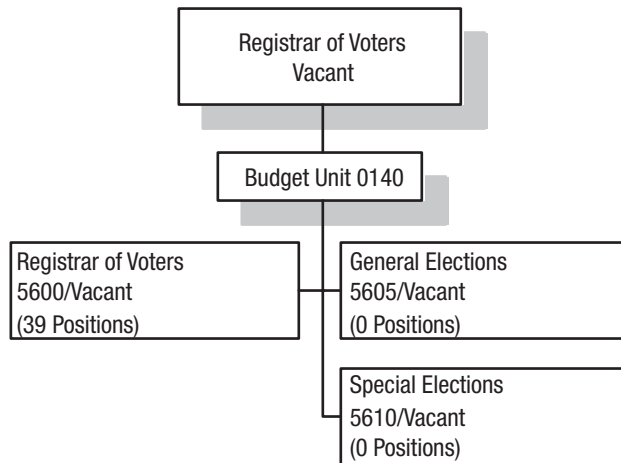 Registrar of Voters
Vacant
Budget Unit 0140
Registrar of Voters
5600/Vacant
(39 Positions)
General Elections
5605/Vacant
(0 Positions)
Special Elections
5610/Vacant
(0 Positions)